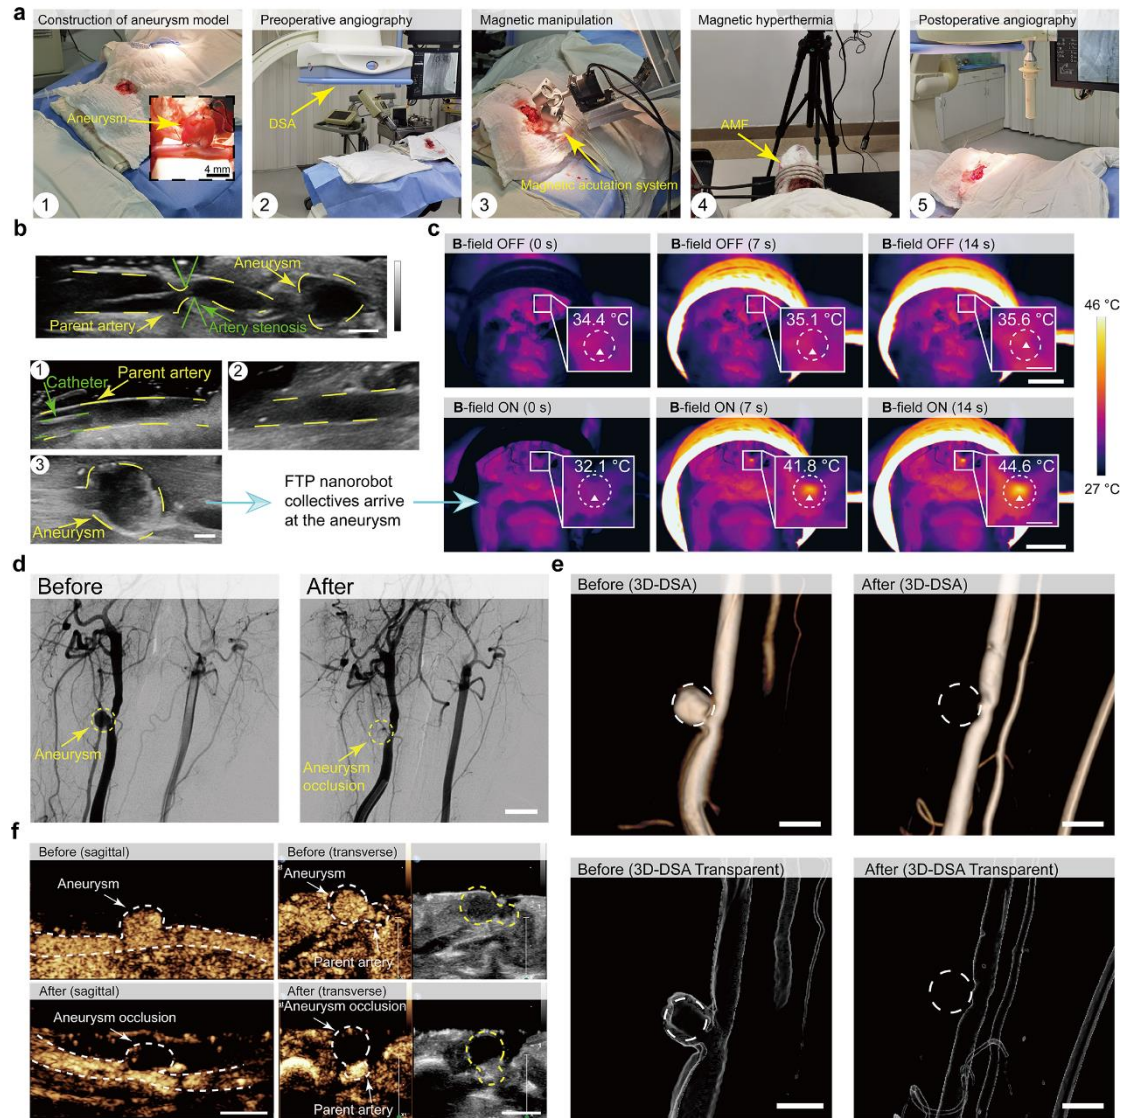 a
Construction of aneurysm model
Aneurysm
4 mm
1
Preoperative angiography
DSA
2
Magnetic manipulation
Magnetic acutation system
3
Magnetic hyperthermia
AMF
4
Postoperative angiography
5
b
Aneurysm
Parent artery
Artery stenosis
1
Catheter
Parent artery
2
3
Aneurysm
FTP nanorobot
collectives arrive
at the aneurysm
c
B-field OFF (0 s)
34.4 °C
B-field OFF (7 s)
35.1 °C
B-field OFF (14 s)
35.6 °C
B-field ON (0 s)
32.1 °C
B-field ON (7 s)
41.8 °C
B-field ON (14 s)
44.6 °C
46 °C
27 °C
d
Before
Aneurysm
After
Aneurysm
occlusion
e
Before (3D-DSA)
After (3D-DSA)
Before (3D-DSA Transparent)
After (3D-DSA Transparent)
f
Before (sagittal)
Aneurysm
Before (transverse)
Aneurysm
Parent artery
After (sagittal)
Aneurysm occlusion
After (transverse)
Aneurysm occlusion
Parent artery